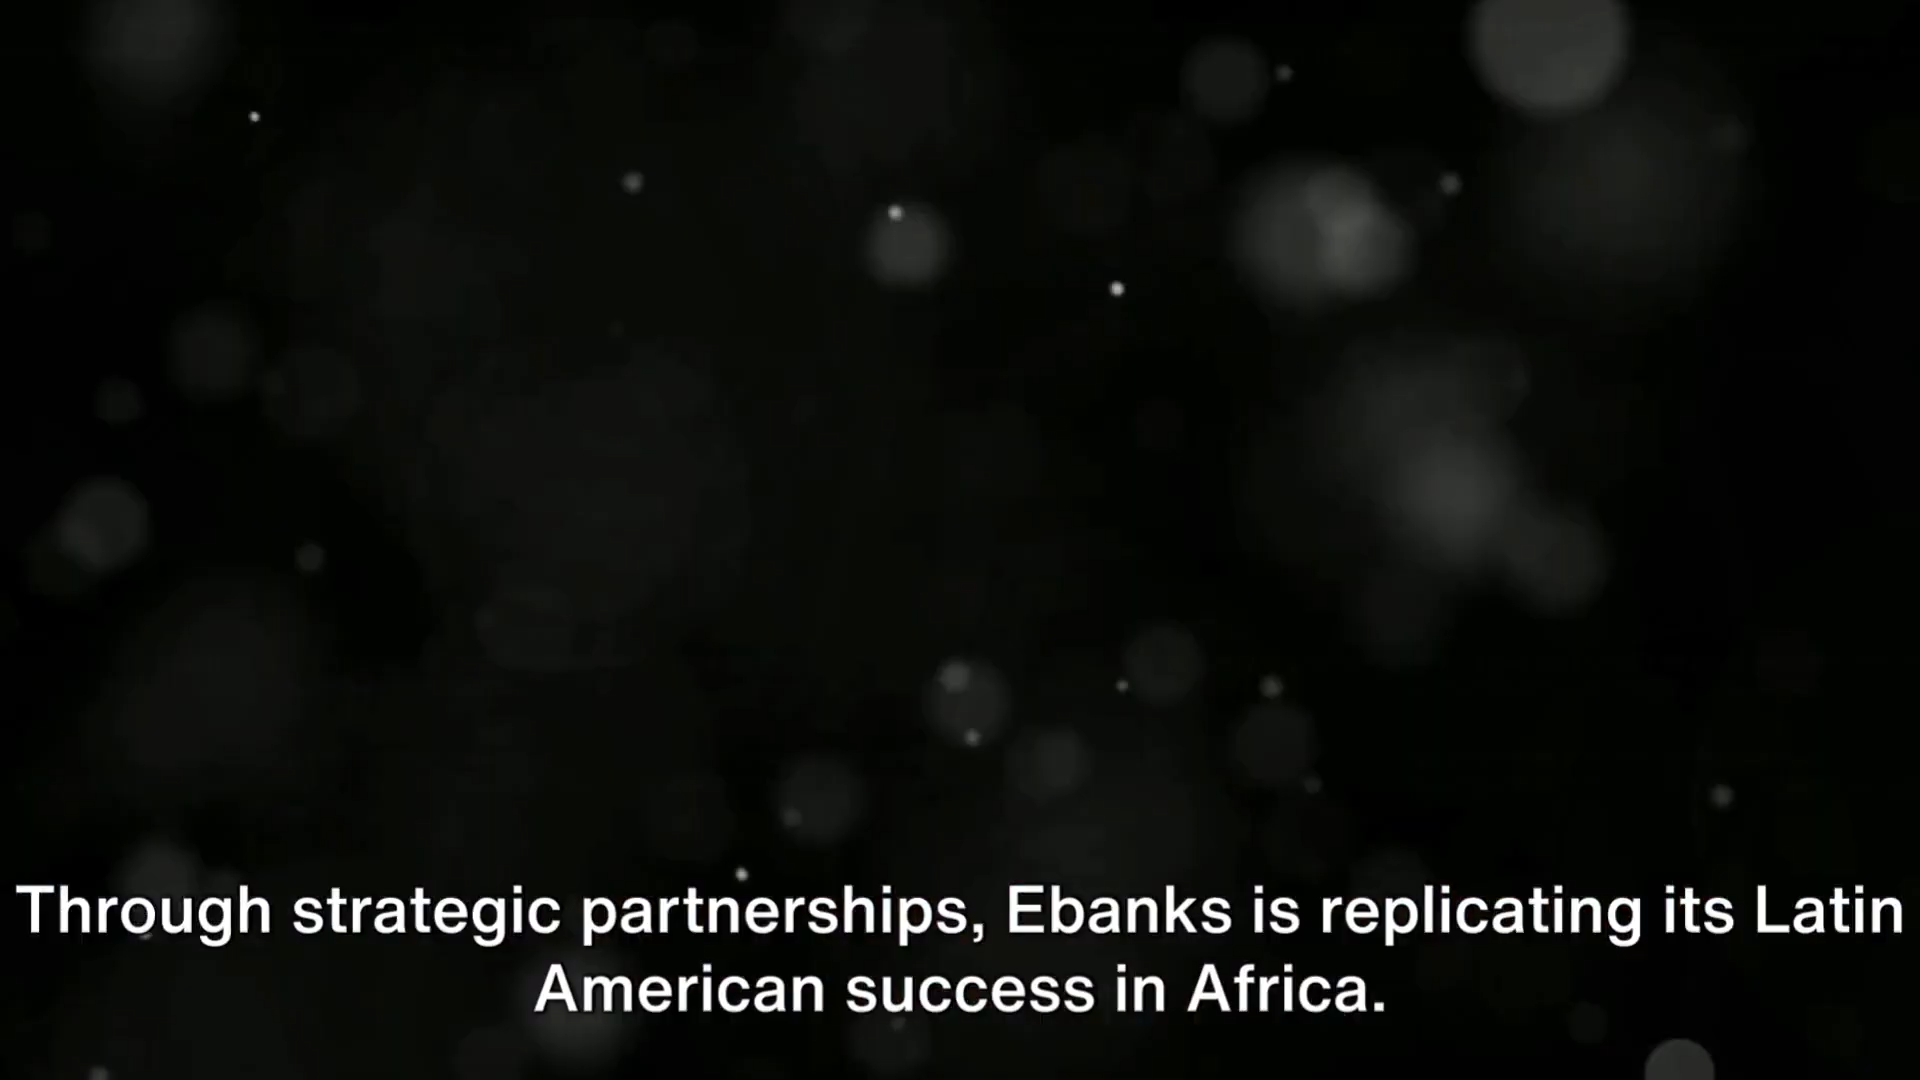 Through strategic partnerships, Ebanks is replicating its Latin
American success in Africa.